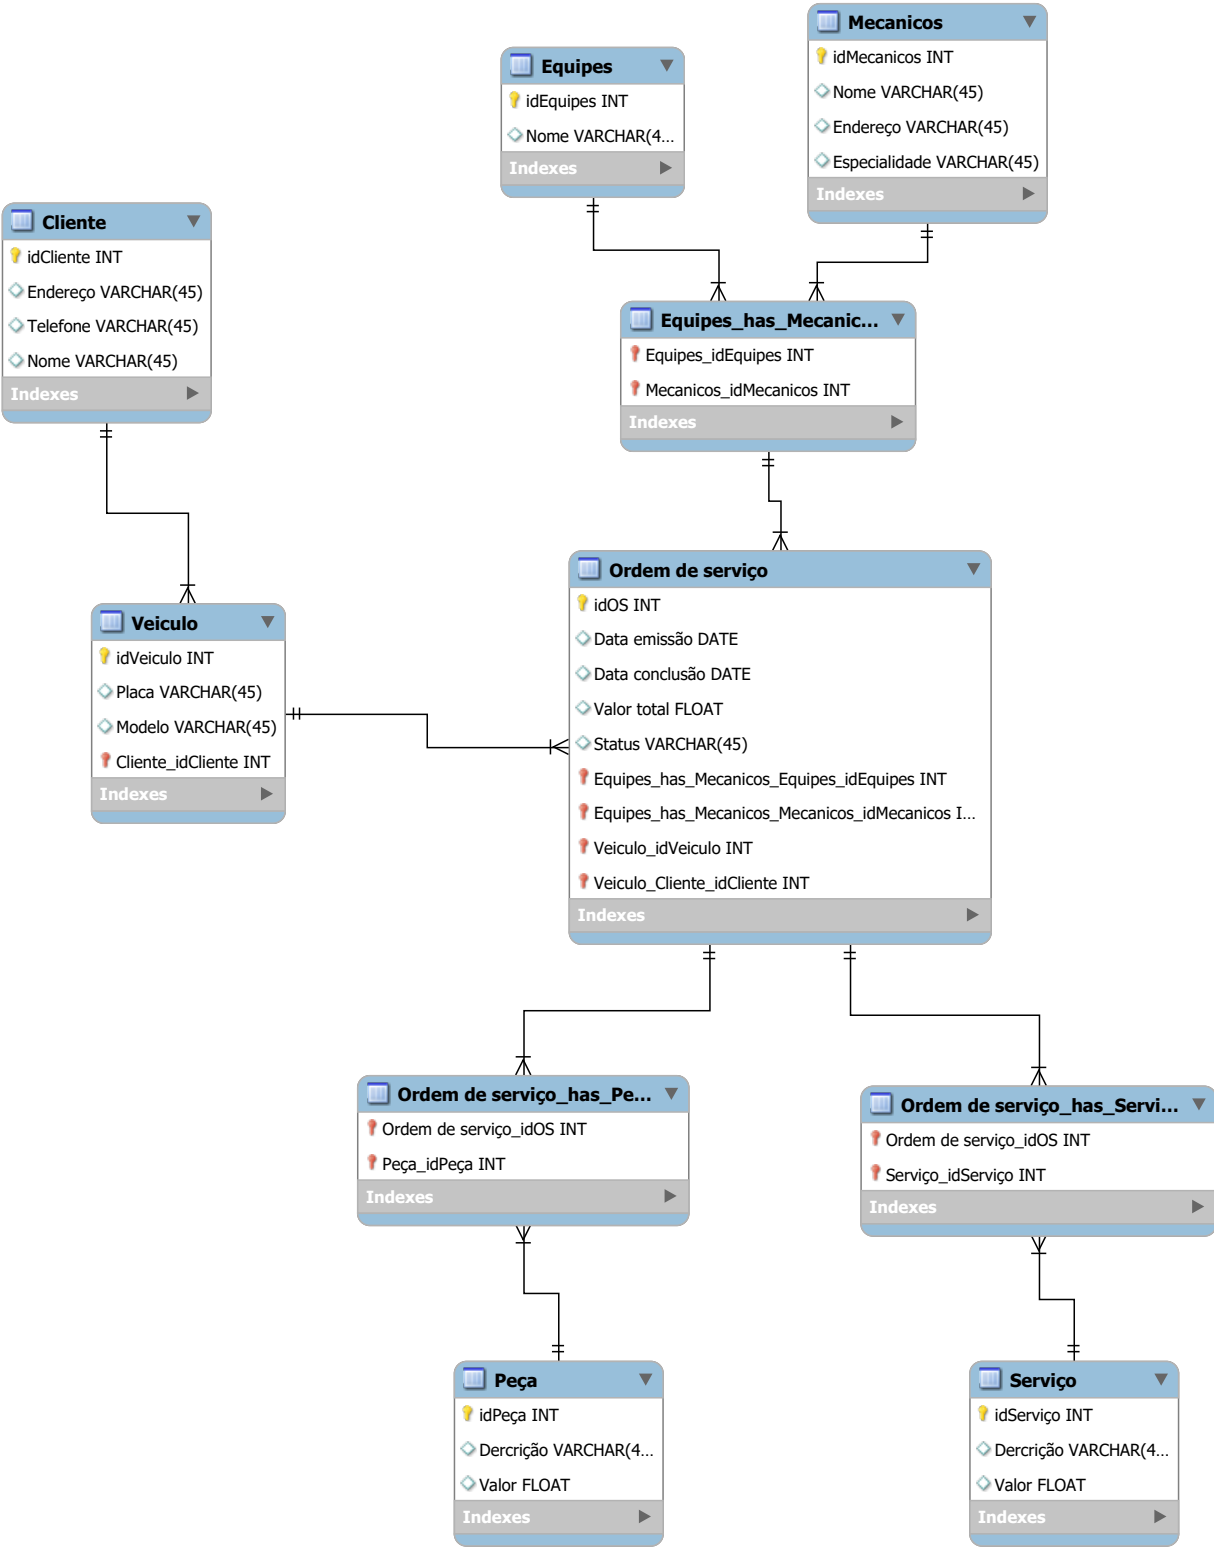 Mecanicos
idMecanicos INT
Nome VARCHAR(45)
Endereço VARCHAR(45)
Especialidade VARCHAR(45)
Indexes
Equipes
idEquipes INT
Nome VARCHAR(4...
Indexes
Cliente
idCliente INT
Endereço VARCHAR(45)
Telefone VARCHAR(45)
Nome VARCHAR(45)
Indexes
Equipes_has_Mecanic...
Equipes_idEquipes INT
Mecanicos_idMecanicos INT
Indexes
Ordem de serviço
idOS INT
Data emissão DATE
Data conclusão DATE
Valor total FLOAT
Status VARCHAR(45)
Equipes_has_Mecanicos_Equipes_idEquipes INT
Equipes_has_Mecanicos_Mecanicos_idMecanicos I...
Veiculo_idVeiculo INT
Veiculo_Cliente_idCliente INT
Indexes
Veiculo
idVeiculo INT
Placa VARCHAR(45)
Modelo VARCHAR(45)
Cliente_idCliente INT
Indexes
Ordem de serviço_has_Pe...
Ordem de serviço_idOS INT
Peça_idPeça INT
Indexes
Ordem de serviço_has_Servi...
Ordem de serviço_idOS INT
Serviço_idServiço INT
Indexes
Peça
idPeça INT
Dercrição VARCHAR(4...
Valor FLOAT
Indexes
Serviço
idServiço INT
Dercrição VARCHAR(4...
Valor FLOAT
Indexes